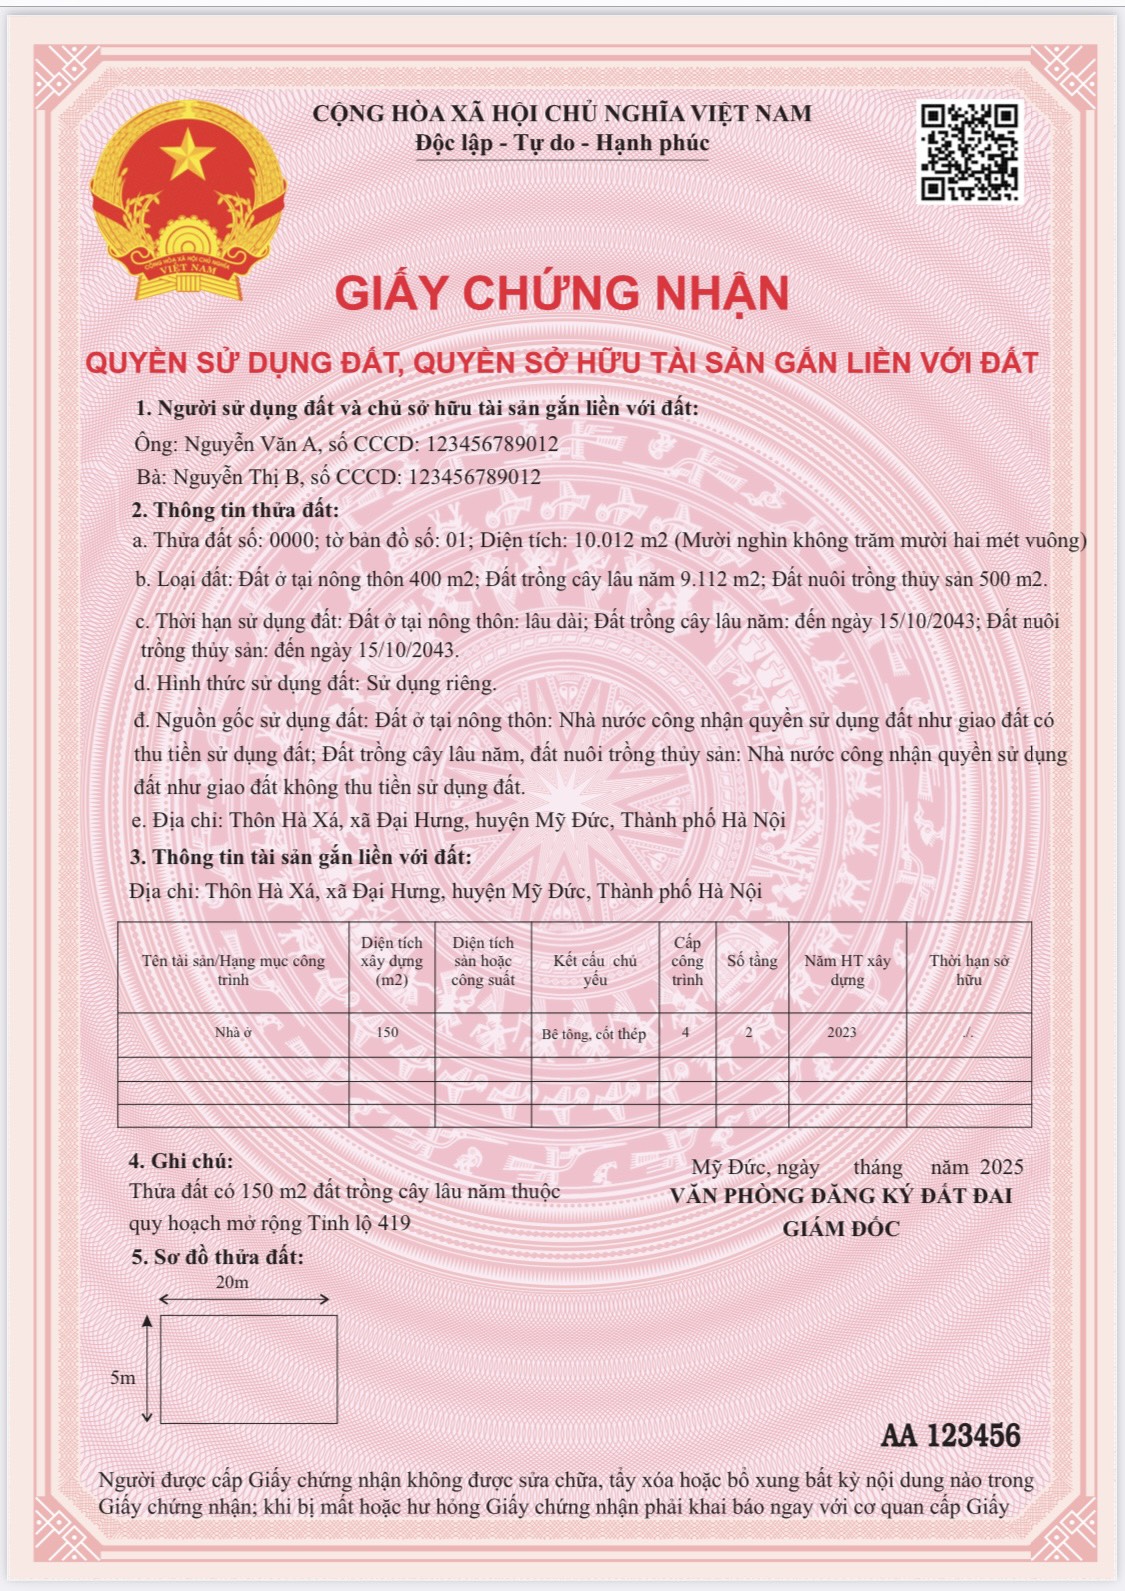 CỘNG HÒA XÃ HỘI CHỦ NGHĨA VIỆT NAM
Độc lập - Tự do - Hạnh phúc
CỘNG HÒA XÃ HỘI CHỦ NGHĨA
VIỆT NAM
GIẤY CHỨNG NHẬN
QUYỀN SỬ DỤNG ĐẤT, QUYỀN SỞ HỮU TÀI SẢN GẮN LIỀN VỚI ĐẤT
1. Người sử dụng đất và chủ sở hữu tài sản gắn liền với đất:
Ông: Nguyễn Văn A, số CCCD: 123456789012
Bà: Nguyễn Thị B, số CCCD: 123456789012
2. Thông tin thửa đất:
a. Thửa đất số: 0000; tờ bản đồ số: 01; Diện tích: 10.012 m2 (Mười nghìn không trăm mười hai mét vuông)
b. Loại đất: Đất ở tại nông thôn 400 m2; Đất trồng cây lâu năm 9.112 m2; Đất nuôi trồng thủy sản 500 m2.
c. Thời hạn sử dụng đất: Đất ở tại nông thôn: lâu dài; Đất trồng cây lâu năm: đến ngày 15/10/2043; Đất nuôi
trồng thủy sản: đến ngày 15/10/2043.
d. Hình thức sử dụng đất: Sử dụng riêng.
đ. Nguồn gốc sử dụng đất: Đất ở tại nông thôn: Nhà nước công nhận quyền sử dụng đất như giao đất có
thu tiền sử dụng đất; Đất trồng cây lâu năm, đất nuôi trồng thủy sản: Nhà nước công nhận quyền sử dụng
đất như giao đất không thu tiền sử dụng đất.
e. Địa chỉ: Thôn Hà Xá, xã Đại Hưng, huyện Mỹ Đức, Thành phố Hà Nội
3. Thông tin tài sản gắn liền với đất:
Địa chỉ: Thôn Hà Xá, xã Đại Hưng, huyện Mỹ Đức, Thành phố Hà Nội
Tên tài sản/Hạng mục công trình | Diện tích xây dựng (m2) | Diện tích sàn hoặc công suất | Kết cấu chủ yếu | Cấp công trình | Số tầng | Năm HT xây dựng | Thời hạn sở hữu
Nhà ở | 150 | | Bê tông, cốt thép | 4 | 2 | 2023 | ./.
4. Ghi chú:
Thửa đất có 150 m2 đất trồng cây lâu năm thuộc
quy hoạch mở rộng Tỉnh lộ 419
Mỹ Đức, ngày tháng năm 2025
VĂN PHÒNG ĐĂNG KÝ ĐẤT ĐAI
GIÁM ĐỐC
5. Sơ đồ thửa đất:
20m
5m
AA 123456
Người được cấp Giấy chứng nhận không được sửa chữa, tẩy xóa hoặc bổ xung bất kỳ nội dung nào trong
Giấy chứng nhận; khi bị mất hoặc hư hỏng Giấy chứng nhận phải khai báo ngay với cơ quan cấp Giấy